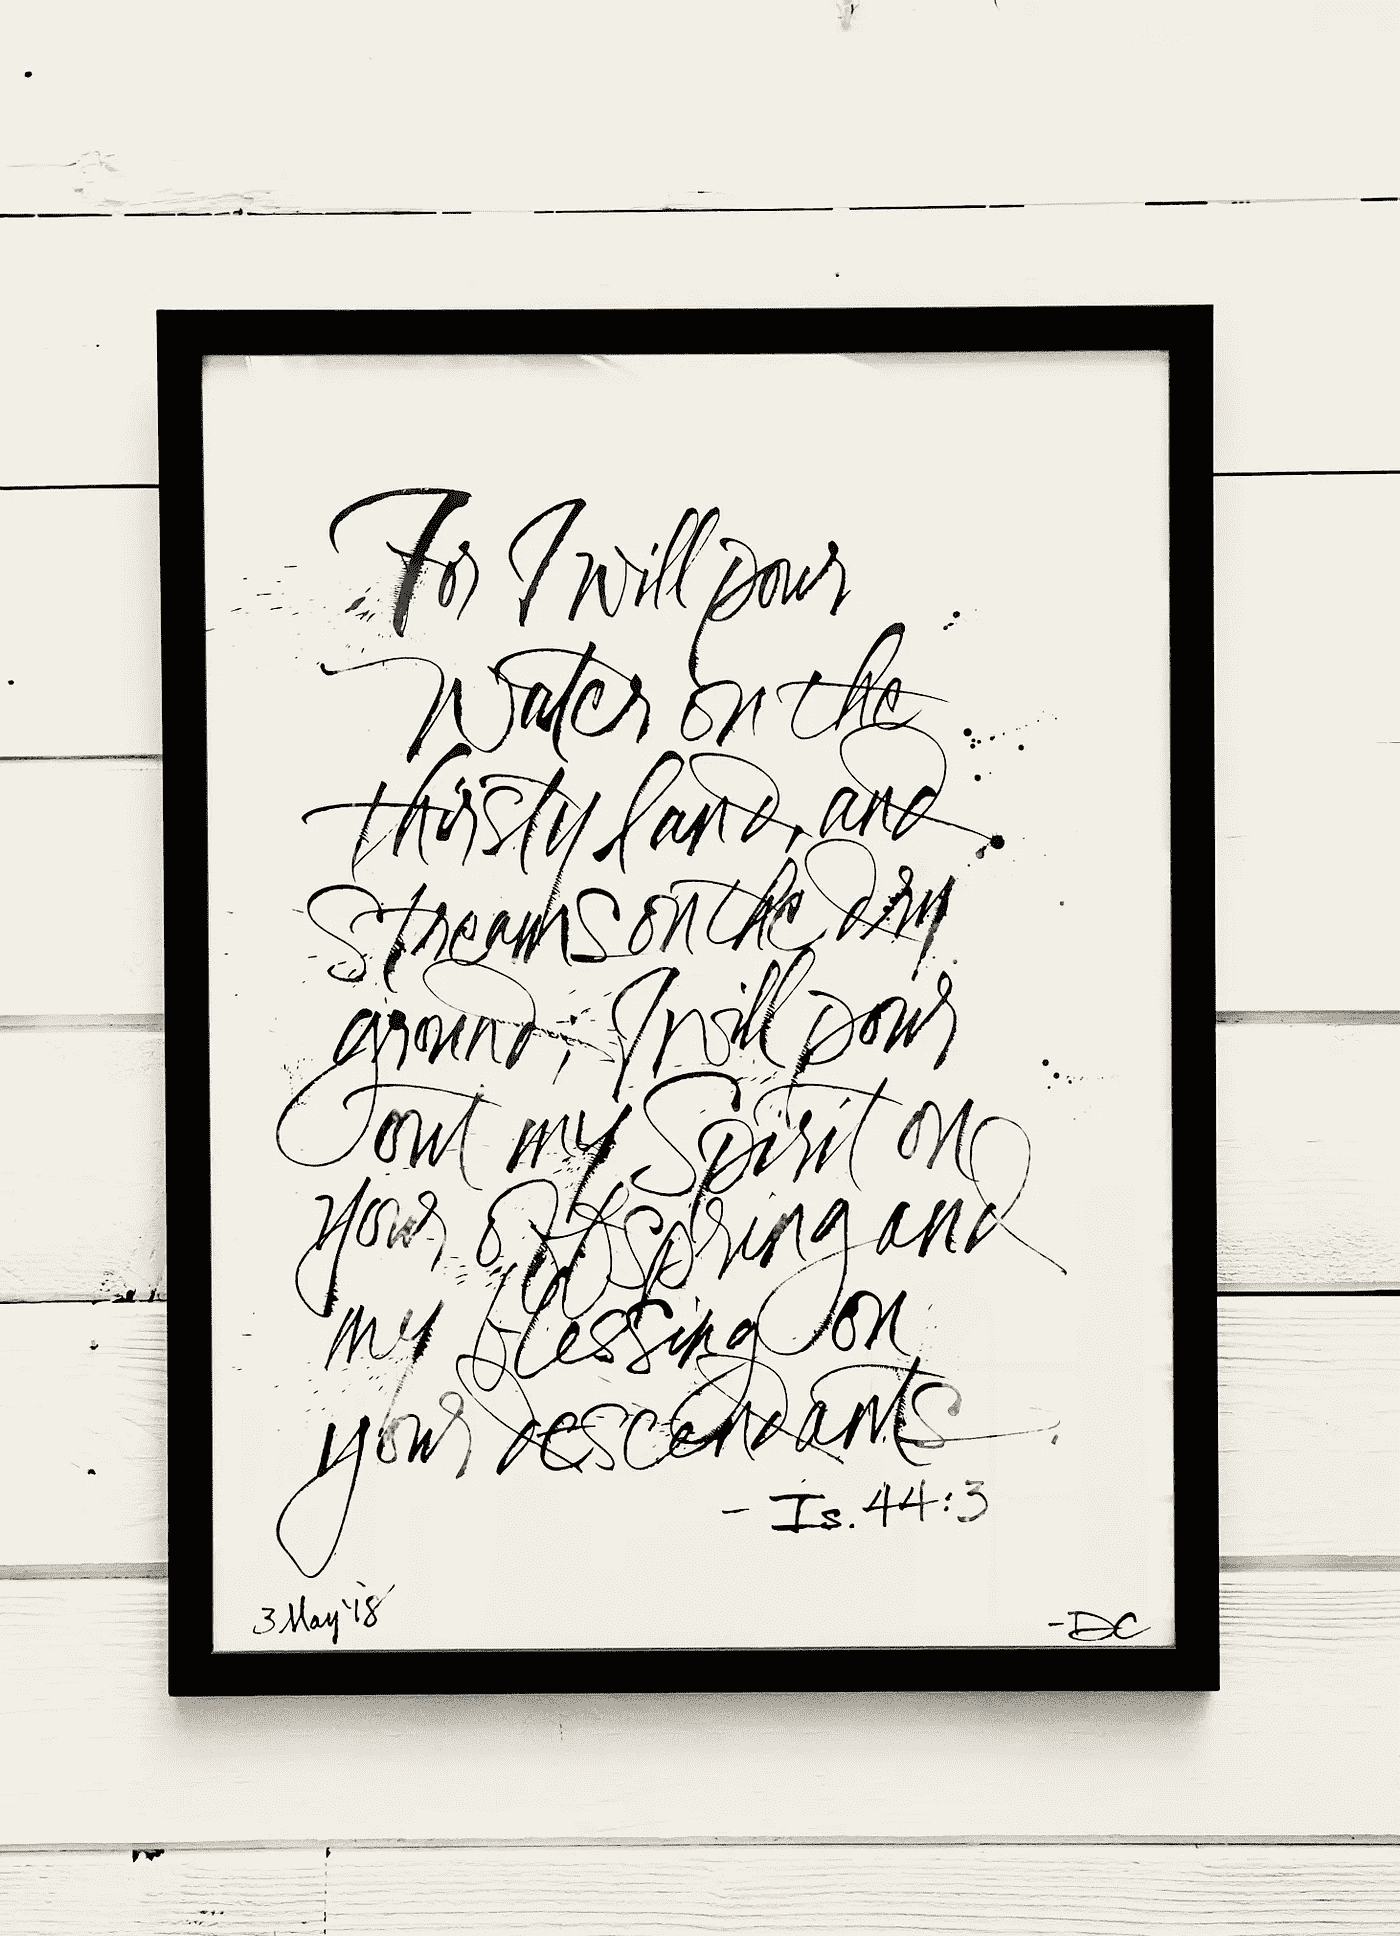 For I will pour
Water on the
thirsty land, and
Streams on the dry
ground; I will pour
out my Spirit on
your offspring and
my blessing on
your descendants
- Is. 44:3
3 May '18
- DC